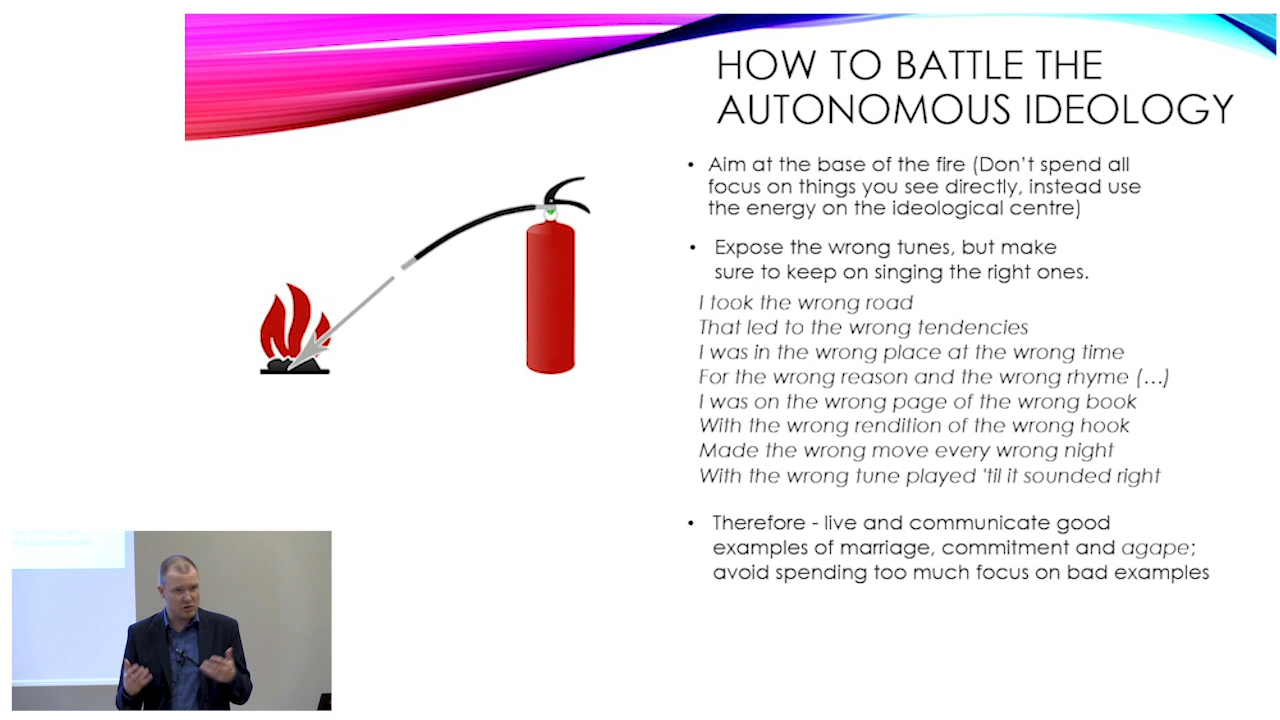 HOW TO BATTLE THE
AUTONOMOUS IDEOLOGY
• Aim at the base of the fire (Don't spend all
focus on things you see directly, instead use
the energy on the ideological centre)
• Expose the wrong tunes, but make
sure to keep on singing the right ones.
I took the wrong road
That led to the wrong tendencies
I was in the wrong place at the wrong time
For the wrong reason and the wrong rhyme (…)
I was on the wrong page of the wrong book
With the wrong rendition of the wrong hook
Made the wrong move every wrong night
With the wrong tune played 'til it sounded right
• Therefore - live and communicate good
examples of marriage, commitment and agape;
avoid spending too much focus on bad examples